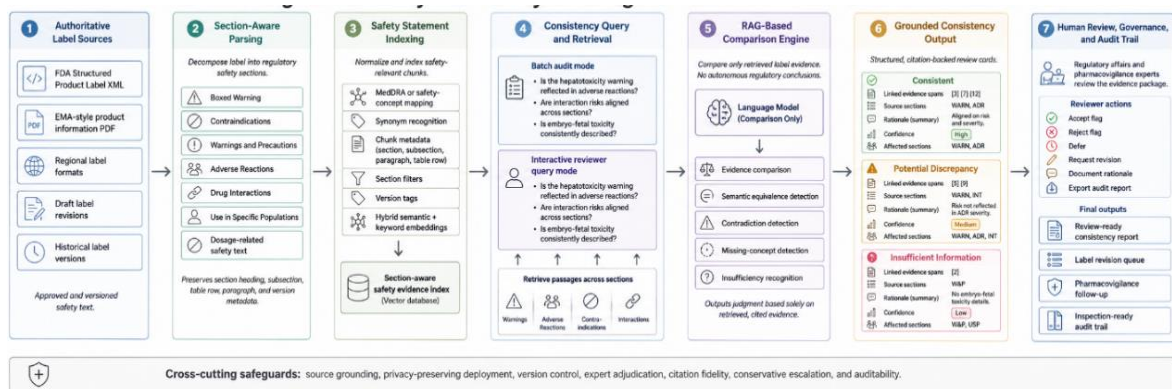 1
Authoritative
Label Sources
FDA Structured
Product Label XML
PDF
EMA-style product
information PDF
Regional label
formats
Draft label
revisions
Historical label
versions
Approved and versioned
safety text.
2
Section-Aware
Parsing
Decompose label into regulatory
safety sections.
Boxed Warning
Contraindications
Warnings and Precautions
Adverse Reactions
Drug Interactions
Use in Specific Populations
Dosage-related
safety text
Preserves section heading, subsection,
table row, paragraph, and version
metadata.
3
Safety Statement
Indexing
Normalize and index safety-
relevant chunks.
MedDRA or safety-
concept mapping
Synonym recognition
Chunk metadata
(section, subsection,
paragraph, table row)
Section filters
Version tags
Hybrid semantic +
keyword embeddings
Section-aware
safety evidence index
(Vector database)
4
Consistency Query
and Retrieval
Batch audit mode
• Is the hepatotoxicity warning
reflected in adverse reactions?
• Are interaction risks aligned
across sections?
• Is embryo-fetal toxicity
consistently described?
Interactive reviewer
query mode
• Is the hepatotoxicity warning
reflected in adverse reactions?
• Are interaction risks aligned
across sections?
• Is embryo-fetal toxicity
consistently described?
Retrieve passages across sections
Warnings
Adverse
Reactions
Contra-
indications
Interactions
5
RAG-Based
Comparison Engine
Compare only retrieved label evidence.
No autonomous regulatory conclusions.
Language Model
(Comparison Only)
Evidence comparison
Semantic equivalence detection
Contradiction detection
Missing-concept detection
Insufficiency recognition
Outputs judgment based solely on
retrieved, cited evidence.
6
Grounded Consistency
Output
Structured, citation-backed review cards.
Consistent
Linked evidence spans [3] [7] [12]
Source sections WARN, ADR
Rationale (summary) Aligned on risk
and severity.
Confidence High
Affected sections WARN, ADR
Potential Discrepancy
Linked evidence spans [5] [9]
Source sections WARN, INT
Rationale (summary) Risk not reflected
in ADR severity.
Confidence Medium
Affected sections WARN, ADR, INT
Insufficient Information
Linked evidence spans [2]
Source sections W&P
Rationale (summary) No embryo-fetal
toxicity details.
Confidence Low
Affected sections W&P, USP
7
Human Review, Governance,
and Audit Trail
Regulatory affairs and
pharmacovigilance experts
review the evidence package.
Reviewer actions
Accept flag
Reject flag
Defer
Request revision
Document rationale
Export audit report
Final outputs
Review-ready
consistency report
Label revision queue
Pharmacovigilance
follow-up
Inspection-ready
audit trail
Cross-cutting safeguards: source grounding, privacy-preserving deployment, version control, expert adjudication, citation fidelity, conservative escalation, and auditability.